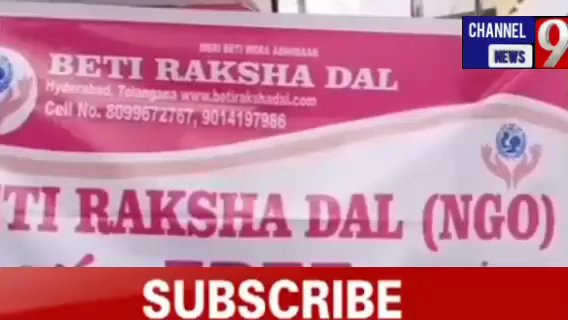 CHANNEL
NEWS 9
MERI BETI MERA ABHIMAAN
BETI RAKSHA DAL
Hyderabad, Telangana www.betirakshadal.com
Cell No. 8099672767, 9014197986
TI RAKSHA DAL (NGO)
SUBSCRIBE